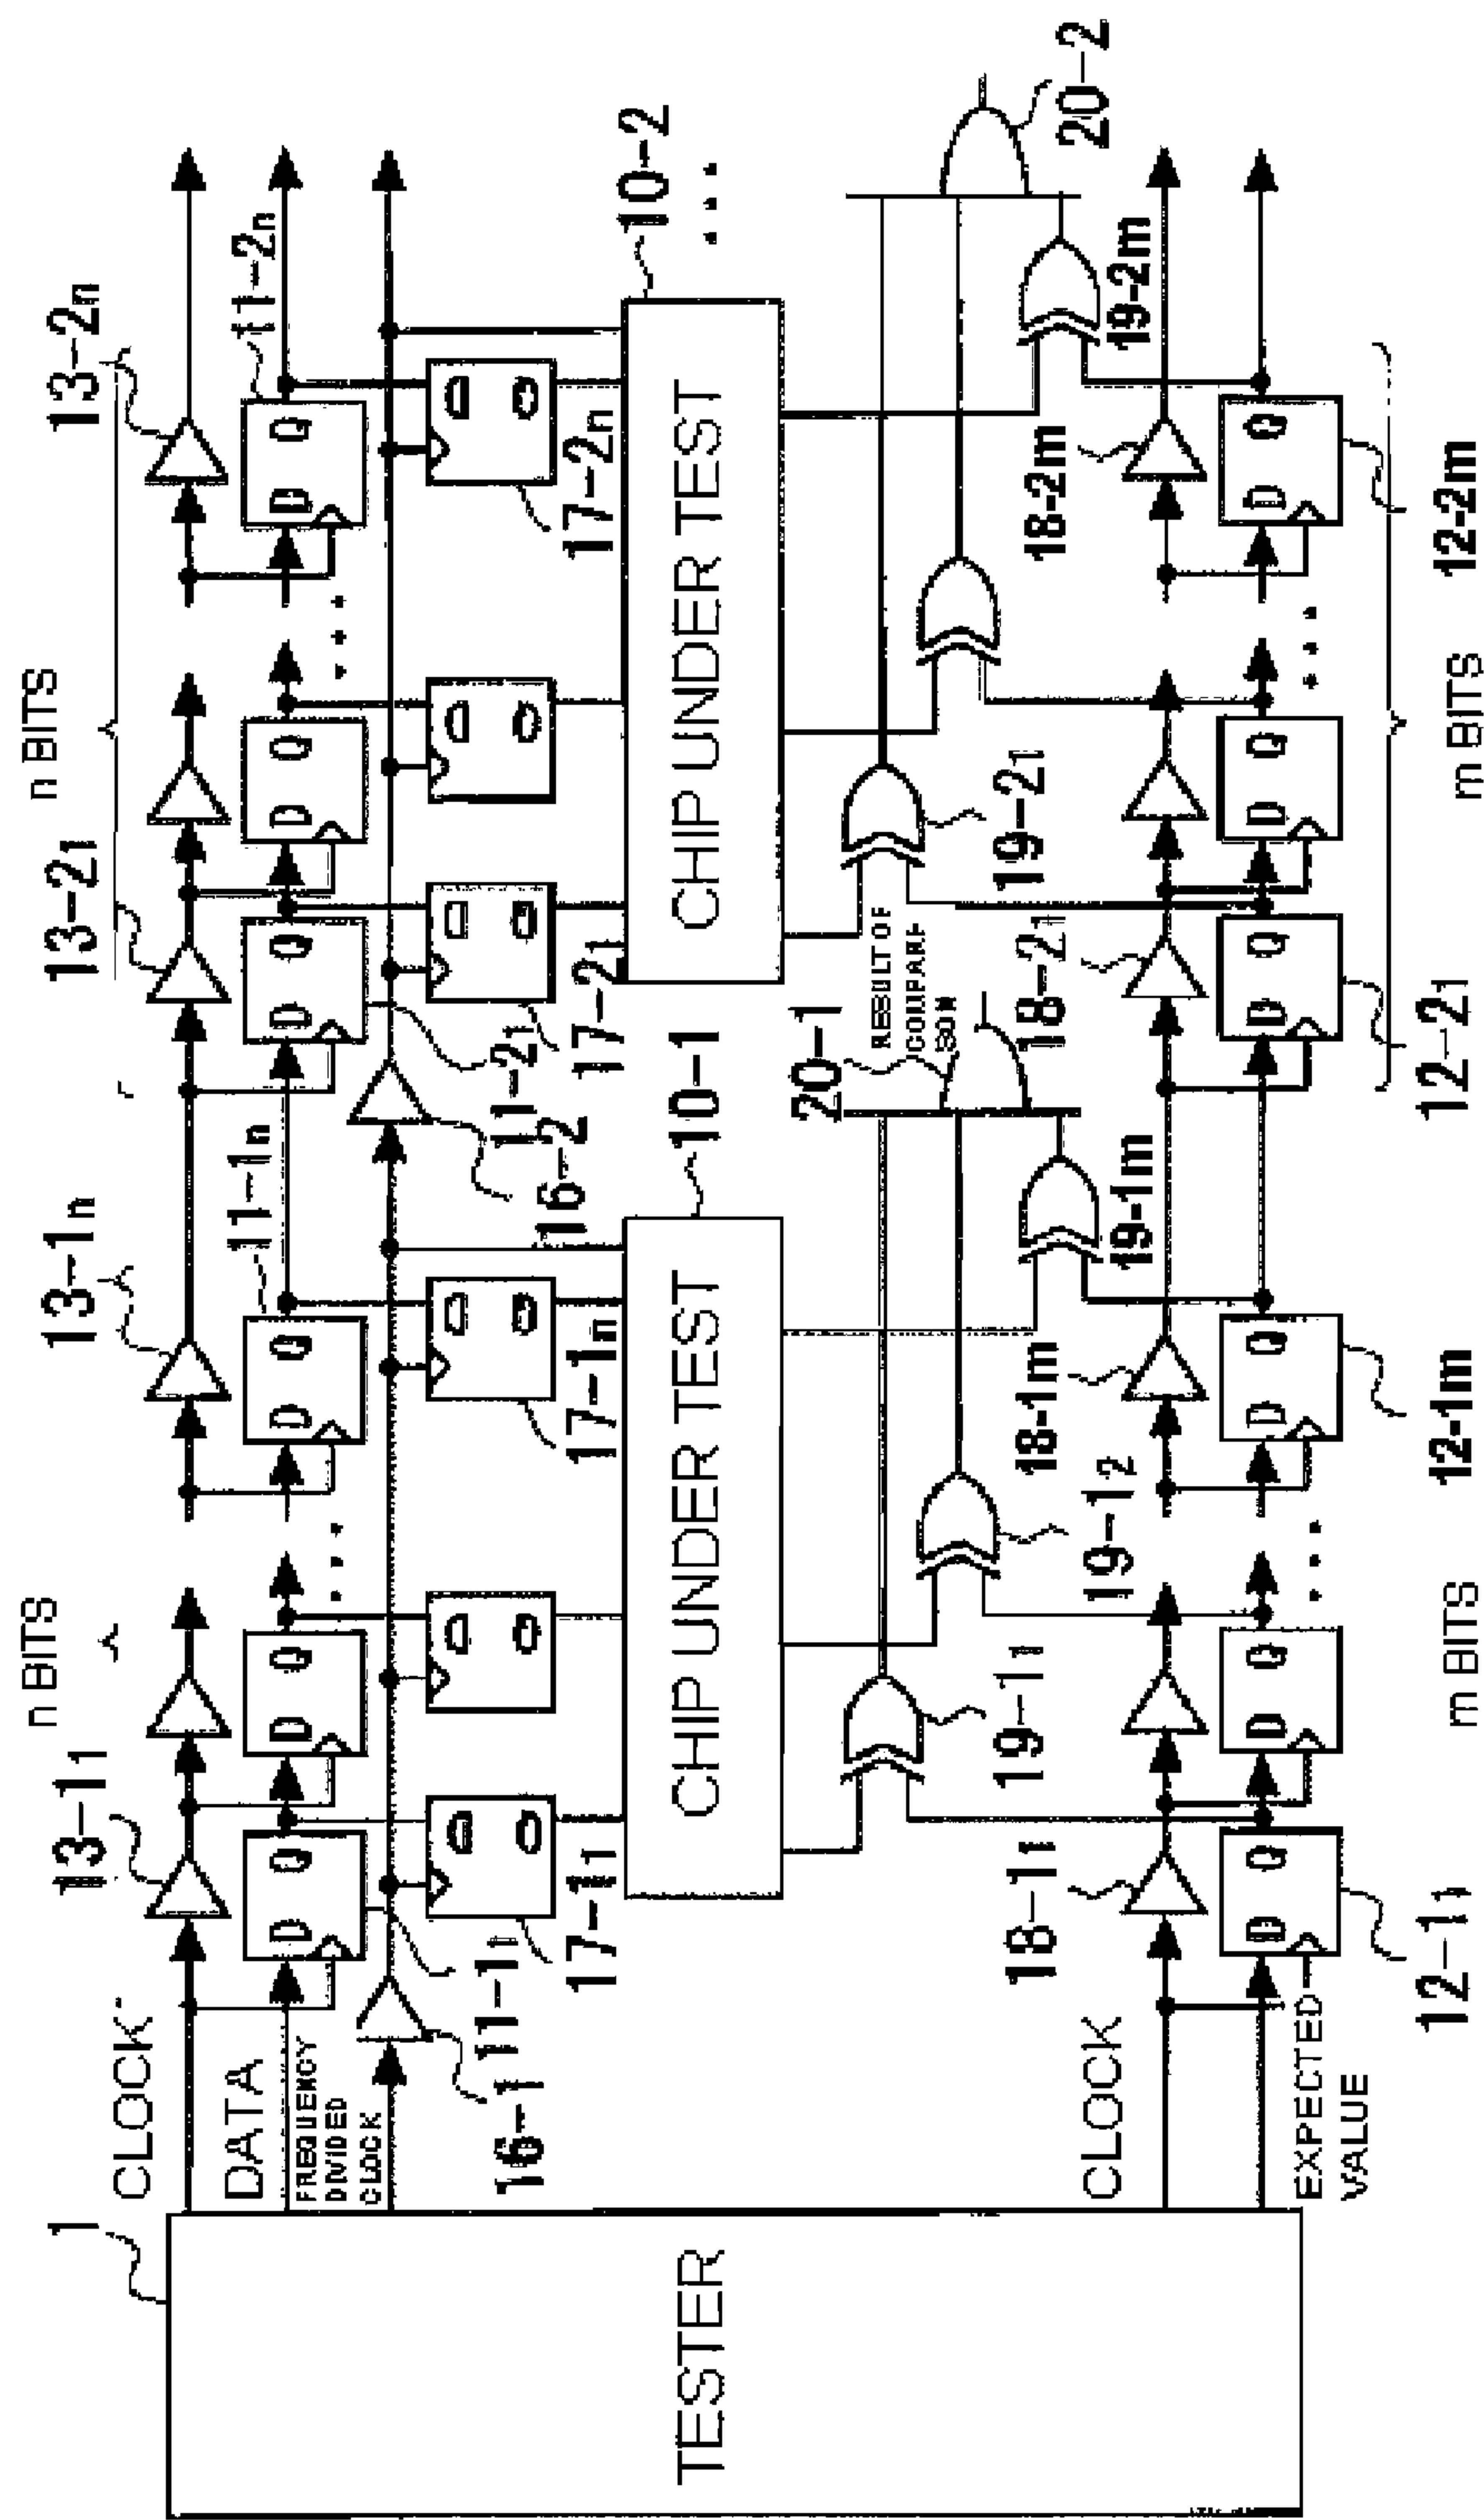 n BITS
n BITS
13-1₁
13-1n
13-2₁
13-2n
1
CLOCK
DATA
11-1n
11-2n
FREQUENCY
DIVIDED
CLOCK
16-1
11-1₁
17-1₁
17-1n
16-2
11-2₁
17-2₁
17-2n
D Q
D Q
D Q
D Q
D Q
D Q
D Q
D Q
D Q
D Q
D Q
D Q
TESTER
CHIP UNDER TEST
10-1
CHIP UNDER TEST
10-2
20-1
RESULT OF
COMPARI
SON
20-2
19-1₁
19-1₂
19-1m
19-2₁
19-2m
18-1₁
18-1m
18-2₁
18-2m
CLOCK
EXPECTED
VALUE
D Q
D Q
D Q
D Q
D Q
D Q
12-1₁
12-1m
12-2₁
12-2m
m BITS
m BITS